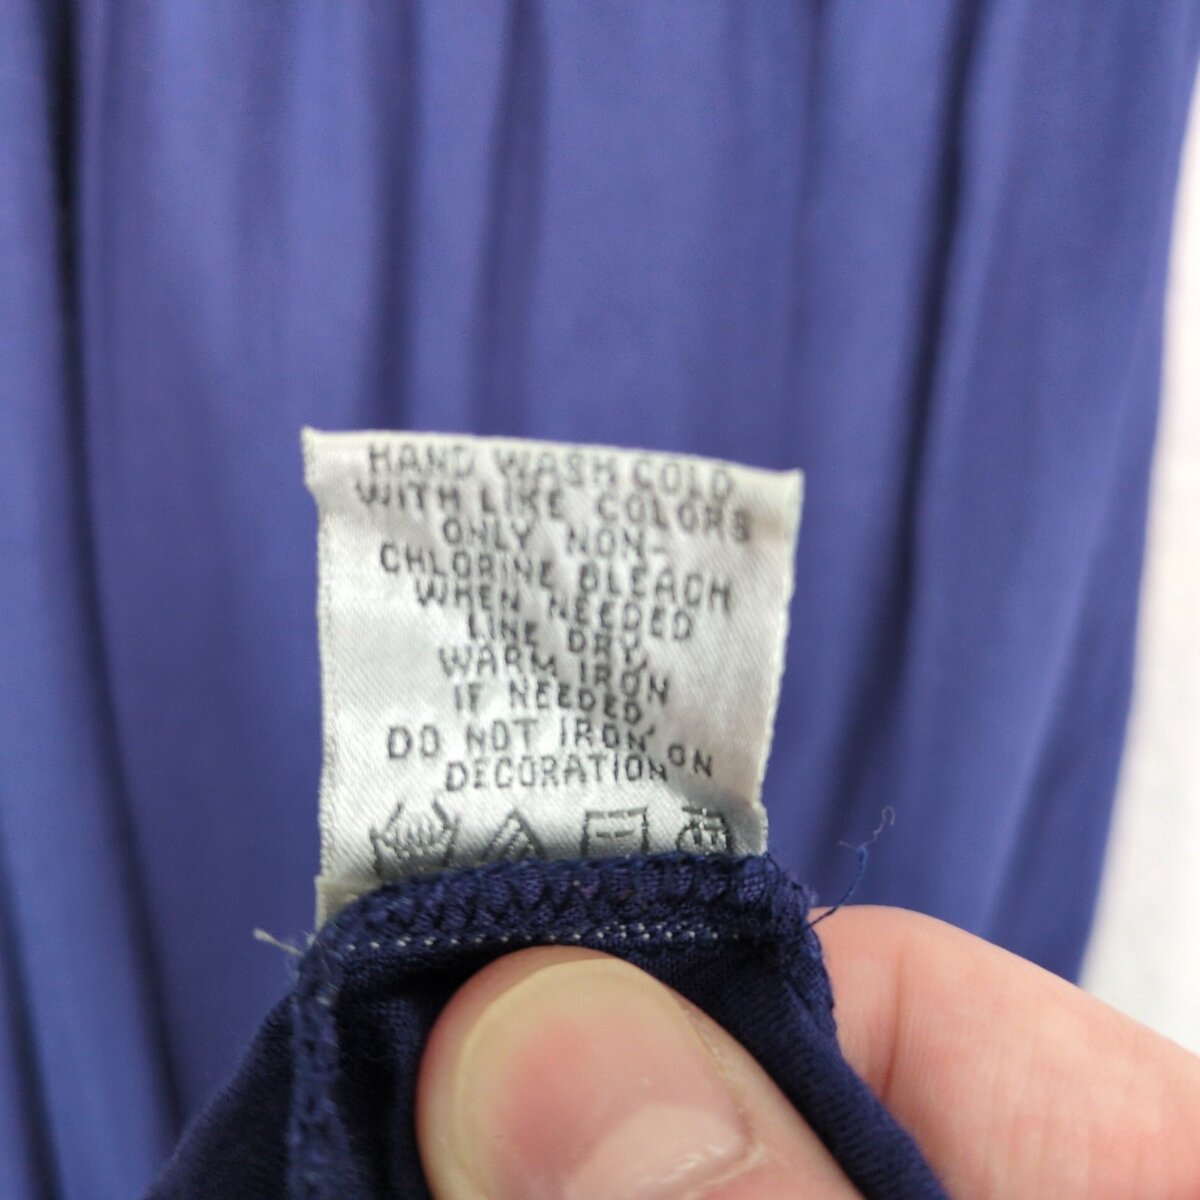 HAND WASH COLD
WITH LIKE COLORS
ONLY NON-
CHLORINE BLEACH
WHEN NEEDED
LINE DRY
WARM IRON
IF NEEDED,
DO NOT IRON ON
DECORATION